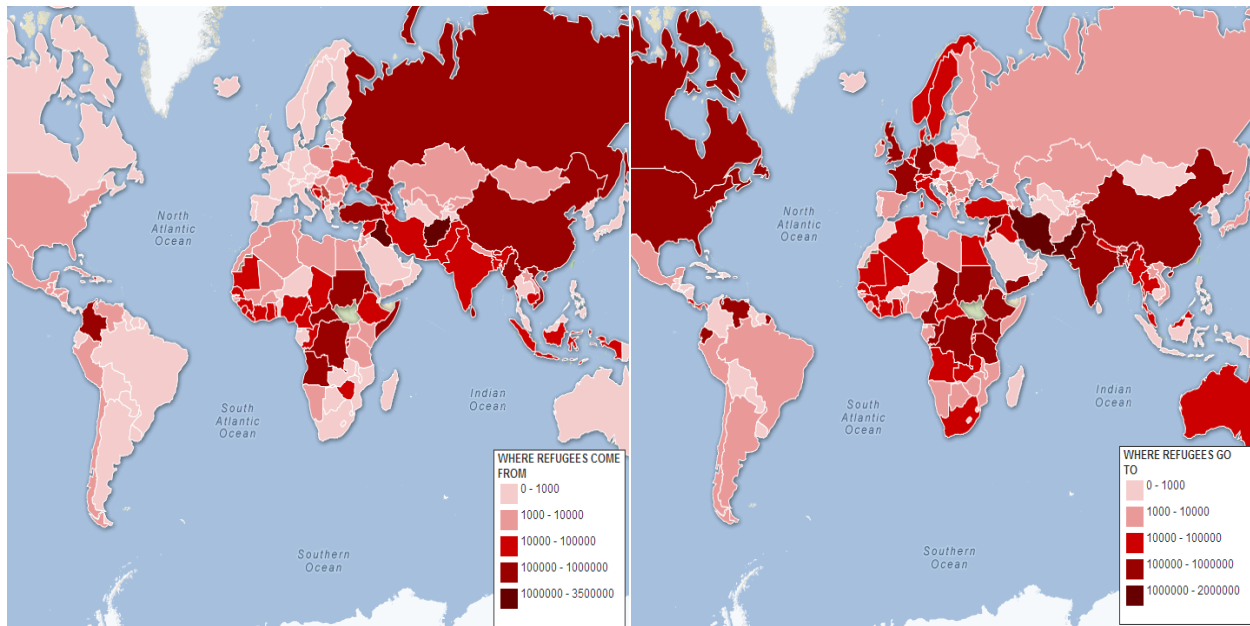 North
Atlantic
Ocean
South
Atlantic
Ocean
Indian
Ocean
Southern
Ocean
WHERE REFUGEES COME
FROM
0 - 1000
1000 - 10000
10000 - 100000
100000 - 1000000
1000000 - 3500000
North
Atlantic
Ocean
South
Atlantic
Ocean
Indian
Ocean
Southern
Ocean
WHERE REFUGEES GO
TO
0 - 1000
1000 - 10000
10000 - 100000
100000 - 1000000
1000000 - 2000000